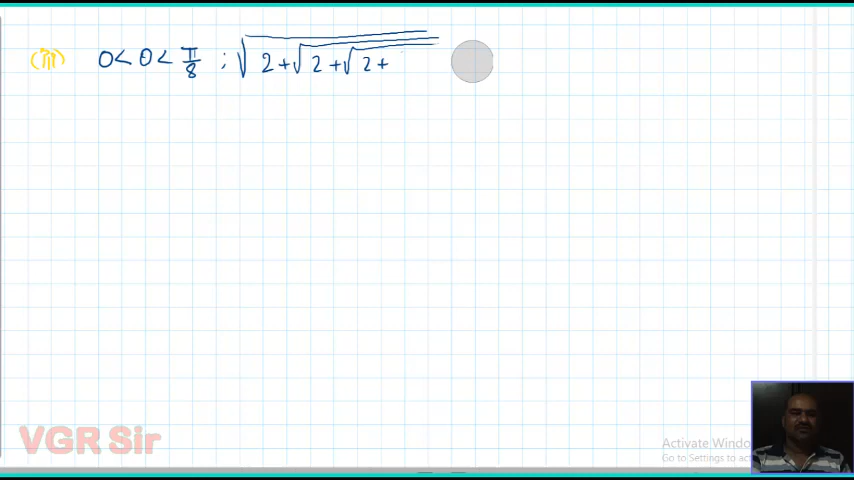 (iii) 0 < θ < π/8 ; √(2+√(2+√(2+
VGR Sir
Activate Windo
Go to Settings to ac